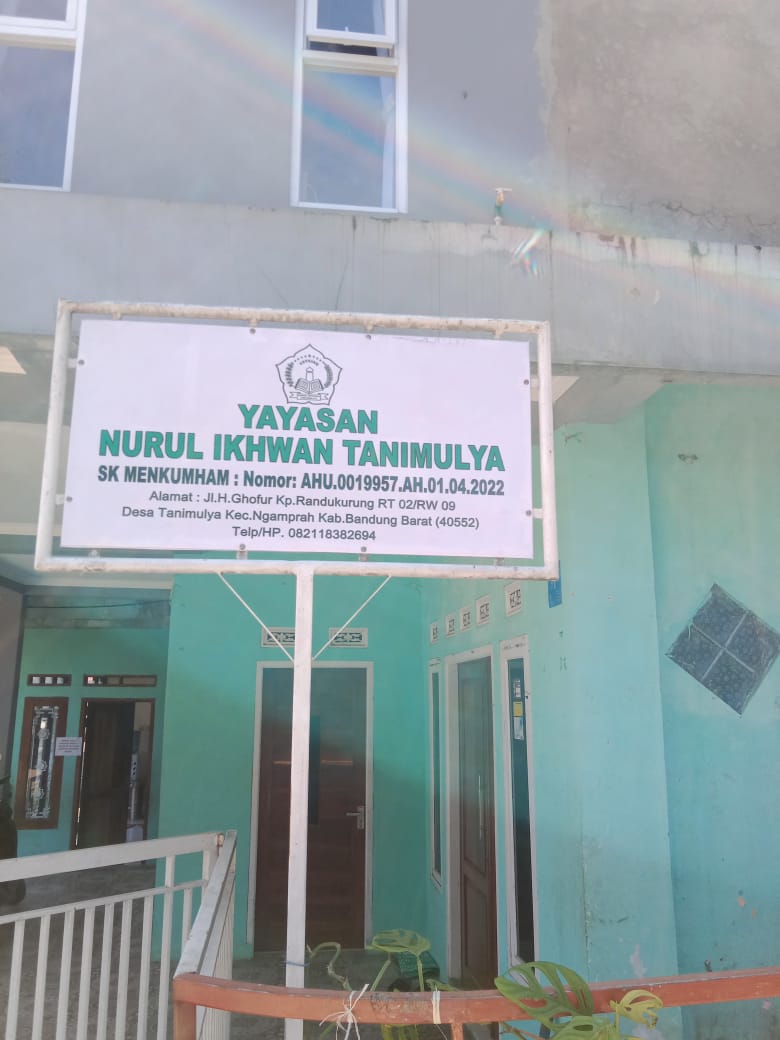 YAYASAN
NURUL IKHWAN TANIMULYA
SK MENKUMHAM : Nomor: AHU.0019957.AH.01.04.2022
Alamat : Jl.H.Ghofur Kp.Randukurung RT 02/RW 09
Desa Tanimulya Kec.Ngamprah Kab.Bandung Barat (40552)
Telp/HP. 082118382694